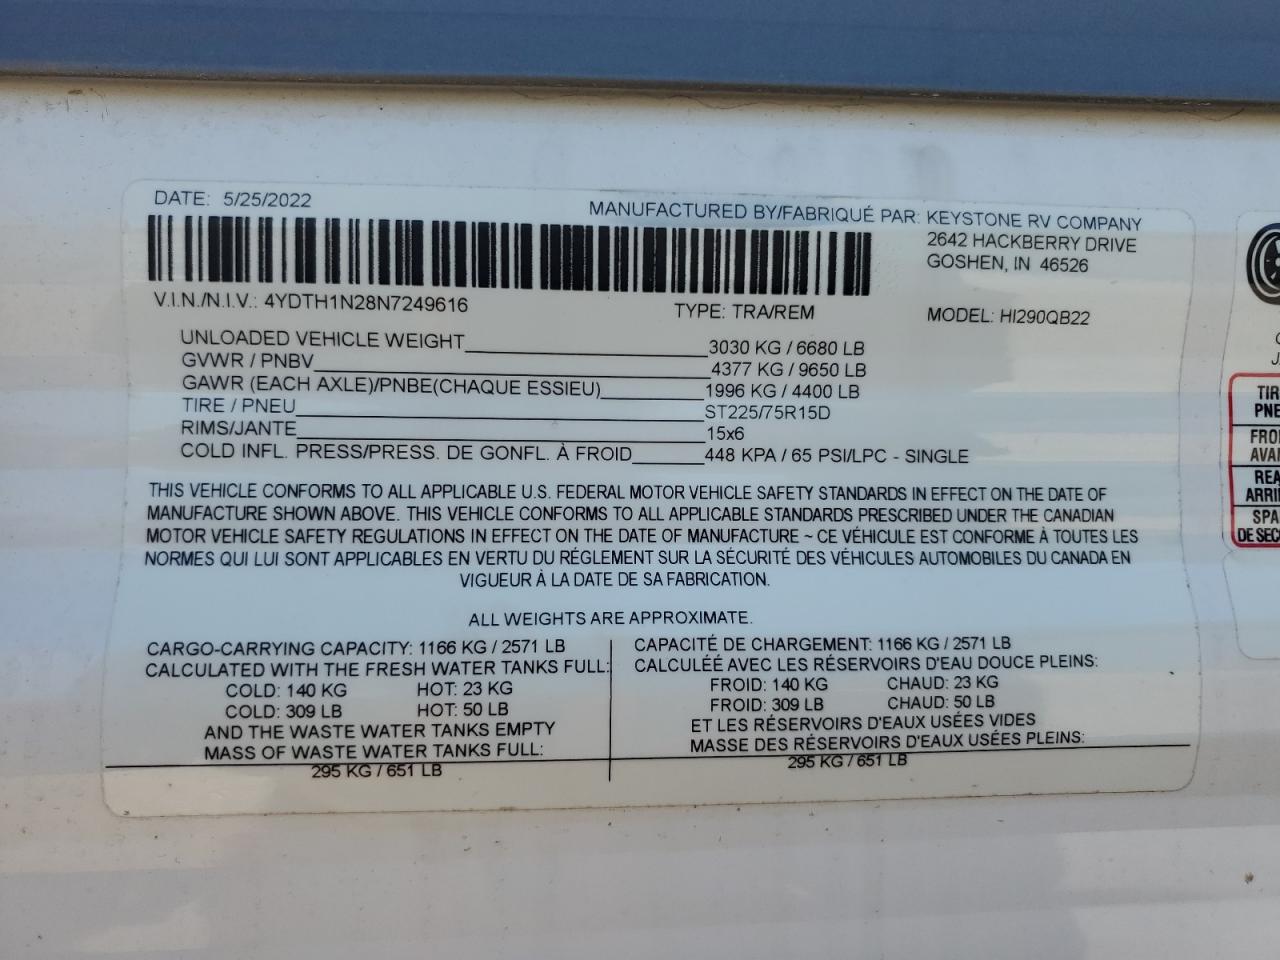 DATE: 5/25/2022
MANUFACTURED BY/FABRIQUÉ PAR: KEYSTONE RV COMPANY
2642 HACKBERRY DRIVE
GOSHEN, IN 46526
V.I.N./N.I.V.: 4YDTH1N28N7249616 TYPE: TRA/REM MODEL: HI290QB22
UNLOADED VEHICLE WEIGHT 3030 KG / 6680 LB
GVWR / PNBV 4377 KG / 9650 LB
GAWR (EACH AXLE)/PNBE(CHAQUE ESSIEU) 1996 KG / 4400 LB
TIRE / PNEU ST225/75R15D
RIMS/JANTE 15x6
COLD INFL. PRESS/PRESS. DE GONFL. À FROID 448 KPA / 65 PSI/LPC - SINGLE
THIS VEHICLE CONFORMS TO ALL APPLICABLE U.S. FEDERAL MOTOR VEHICLE SAFETY STANDARDS IN EFFECT ON THE DATE OF
MANUFACTURE SHOWN ABOVE. THIS VEHICLE CONFORMS TO ALL APPLICABLE STANDARDS PRESCRIBED UNDER THE CANADIAN
MOTOR VEHICLE SAFETY REGULATIONS IN EFFECT ON THE DATE OF MANUFACTURE ~ CE VÉHICULE EST CONFORME À TOUTES LES
NORMES QUI LUI SONT APPLICABLES EN VERTU DU RÉGLEMENT SUR LA SÉCURITÉ DES VÉHICULES AUTOMOBILES DU CANADA EN
VIGUEUR À LA DATE DE SA FABRICATION.
ALL WEIGHTS ARE APPROXIMATE.
CARGO-CARRYING CAPACITY: 1166 KG / 2571 LB
CALCULATED WITH THE FRESH WATER TANKS FULL:
COLD: 140 KG HOT: 23 KG
COLD: 309 LB HOT: 50 LB
AND THE WASTE WATER TANKS EMPTY
MASS OF WASTE WATER TANKS FULL:
295 KG / 651 LB
CAPACITÉ DE CHARGEMENT: 1166 KG / 2571 LB
CALCULÉE AVEC LES RÉSERVOIRS D'EAU DOUCE PLEINS:
FROID: 140 KG CHAUD: 23 KG
FROID: 309 LB CHAUD: 50 LB
ET LES RÉSERVOIRS D'EAUX USÉES VIDES
MASSE DES RÉSERVOIRS D'EAUX USÉES PLEINS:
295 KG / 651 LB
TIR
PNE
FRO
AVA
REA
ARRI
SPA
DE SEC